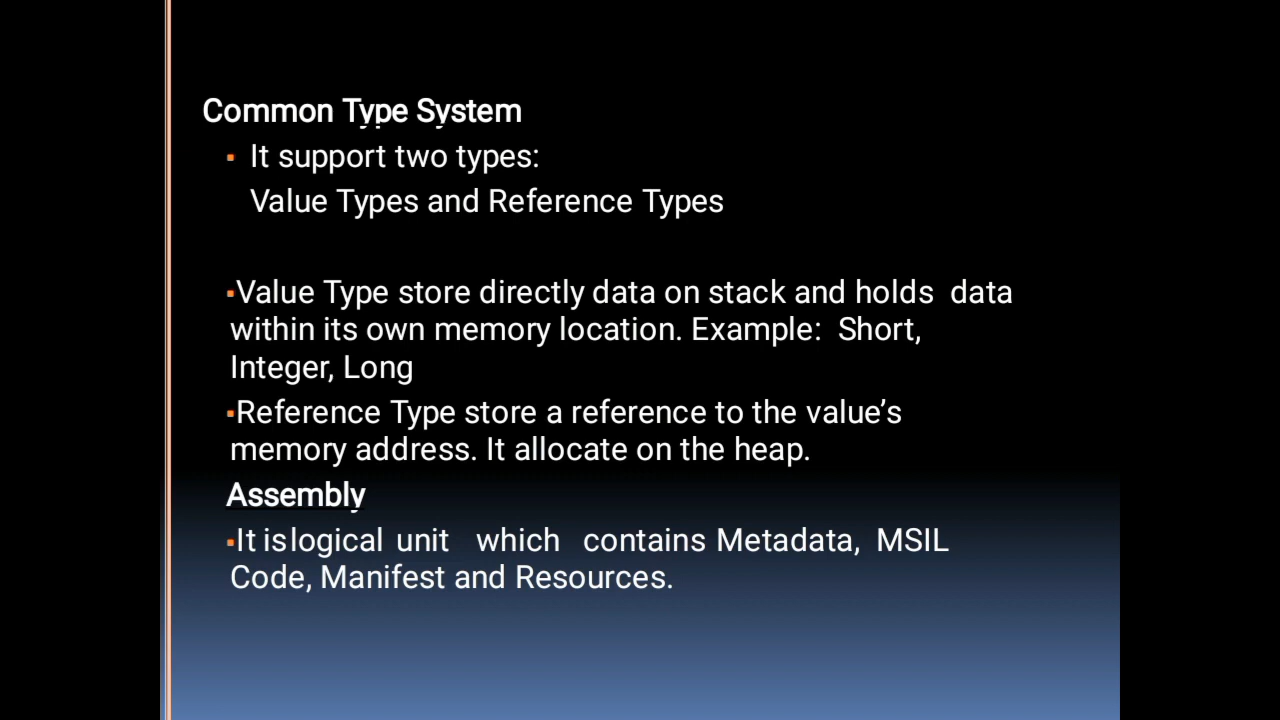 Common Type System
▪ It support two types:
Value Types and Reference Types
▪Value Type store directly data on stack and holds data
within its own memory location. Example: Short,
Integer, Long
▪Reference Type store a reference to the value’s
memory address. It allocate on the heap.
Assembly
▪It islogical unit which contains Metadata, MSIL
Code, Manifest and Resources.